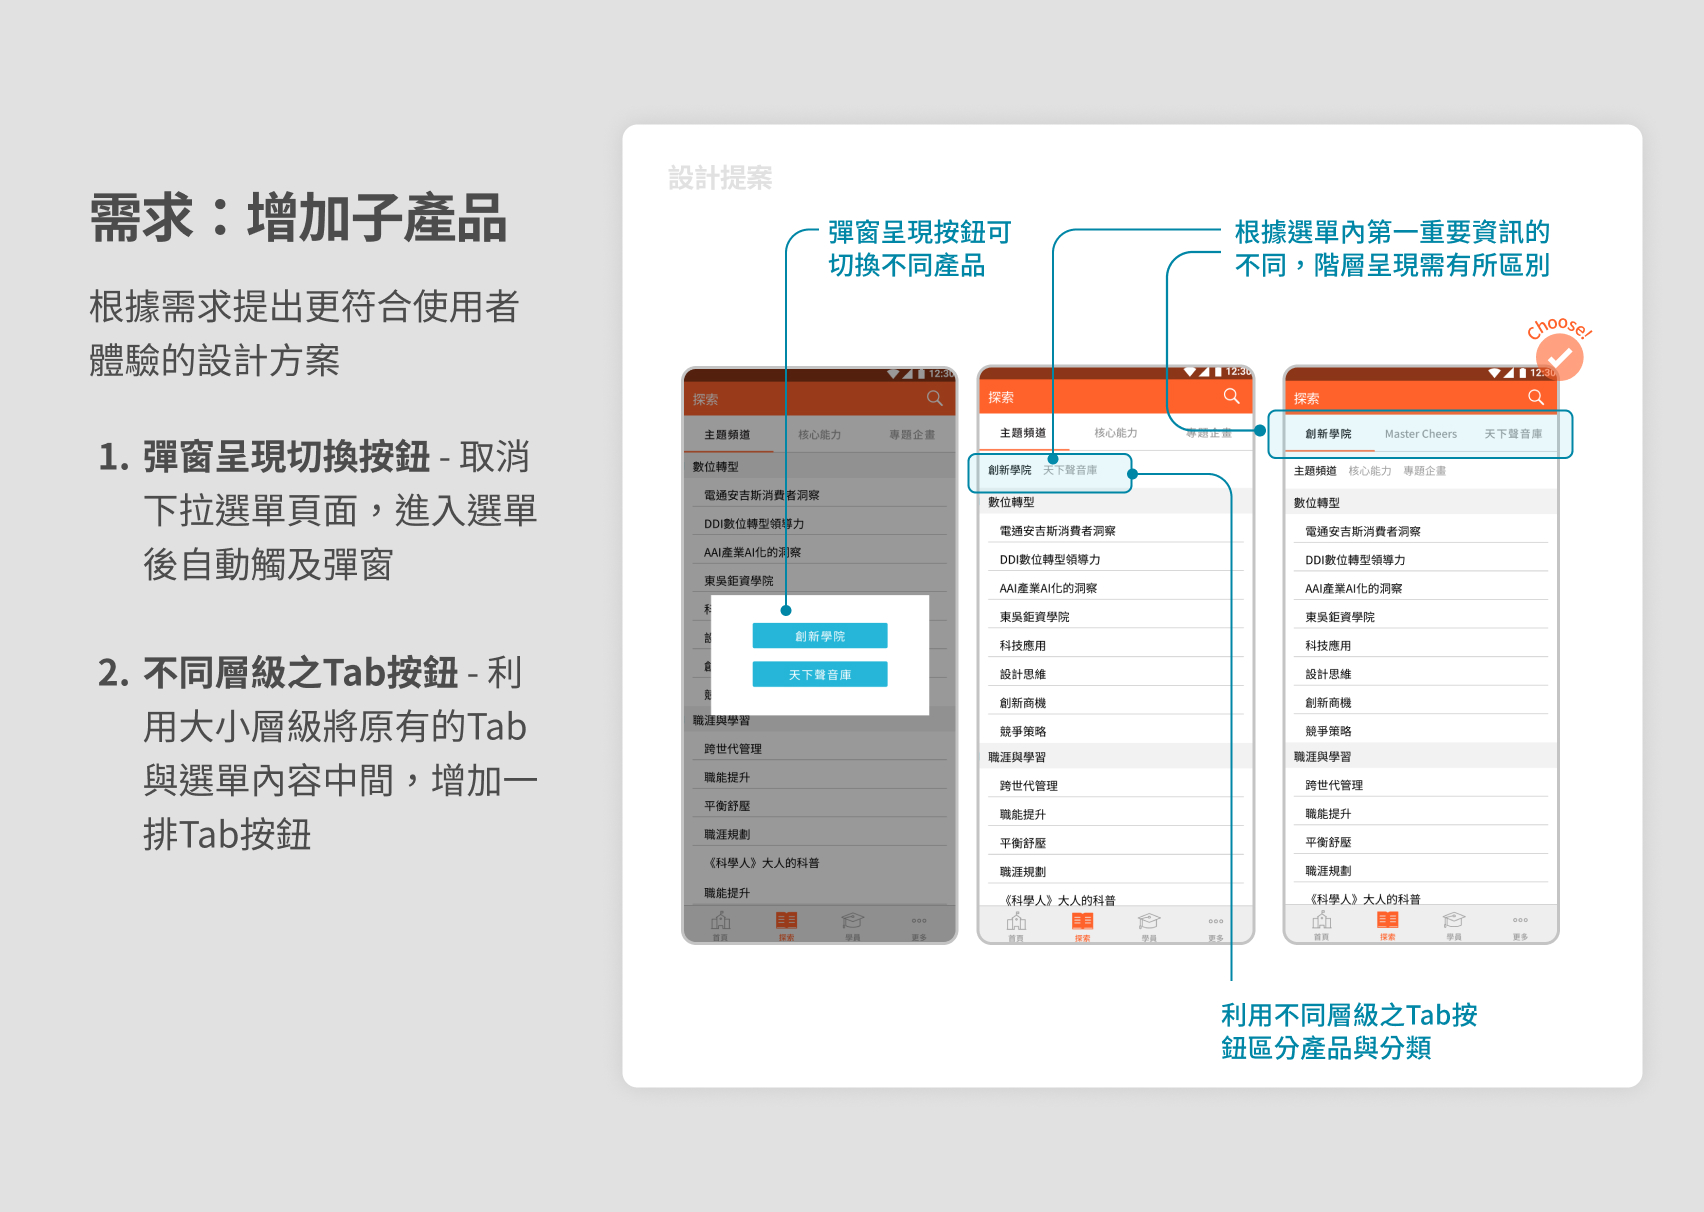 需求：增加子產品
根據需求提出更符合使用者
體驗的設計方案
1. 彈窗呈現切換按鈕 - 取消
下拉選單頁面，進入選單
後自動觸及彈窗
2. 不同層級之Tab按鈕 - 利
用大小層級將原有的Tab
與選單內容中間，增加一
排Tab按鈕
設計提案
彈窗呈現按鈕可
切換不同產品
根據選單內第一重要資訊的
不同，階層呈現需有所區別
Choose!
12:30
探索
主題頻道 核心能力 專題企畫
數位轉型
電通安吉斯消費者洞察
DDI數位轉型領導力
AAI產業AI化的洞察
東吳鉅資學院
科
設
創
競
創新學院
天下聲音庫
職涯與學習
跨世代管理
職能提升
平衡舒壓
職涯規劃
《科學人》大人的科普
職能提升
首頁 探索 學員 更多
12:30
探索
主題頻道 核心能力 專題企畫
創新學院 天下聲音庫
數位轉型
電通安吉斯消費者洞察
DDI數位轉型領導力
AAI產業AI化的洞察
東吳鉅資學院
科技應用
設計思維
創新商機
競爭策略
職涯與學習
跨世代管理
職能提升
平衡舒壓
職涯規劃
《科學人》大人的科普
首頁 探索 學員 更多
12:30
探索
創新學院 Master Cheers 天下聲音庫
主題頻道 核心能力 專題企畫
數位轉型
電通安吉斯消費者洞察
DDI數位轉型領導力
AAI產業AI化的洞察
東吳鉅資學院
科技應用
設計思維
創新商機
競爭策略
職涯與學習
跨世代管理
職能提升
平衡舒壓
職涯規劃
《科學人》大人的科普
首頁 探索 學員 更多
利用不同層級之Tab按
鈕區分產品與分類